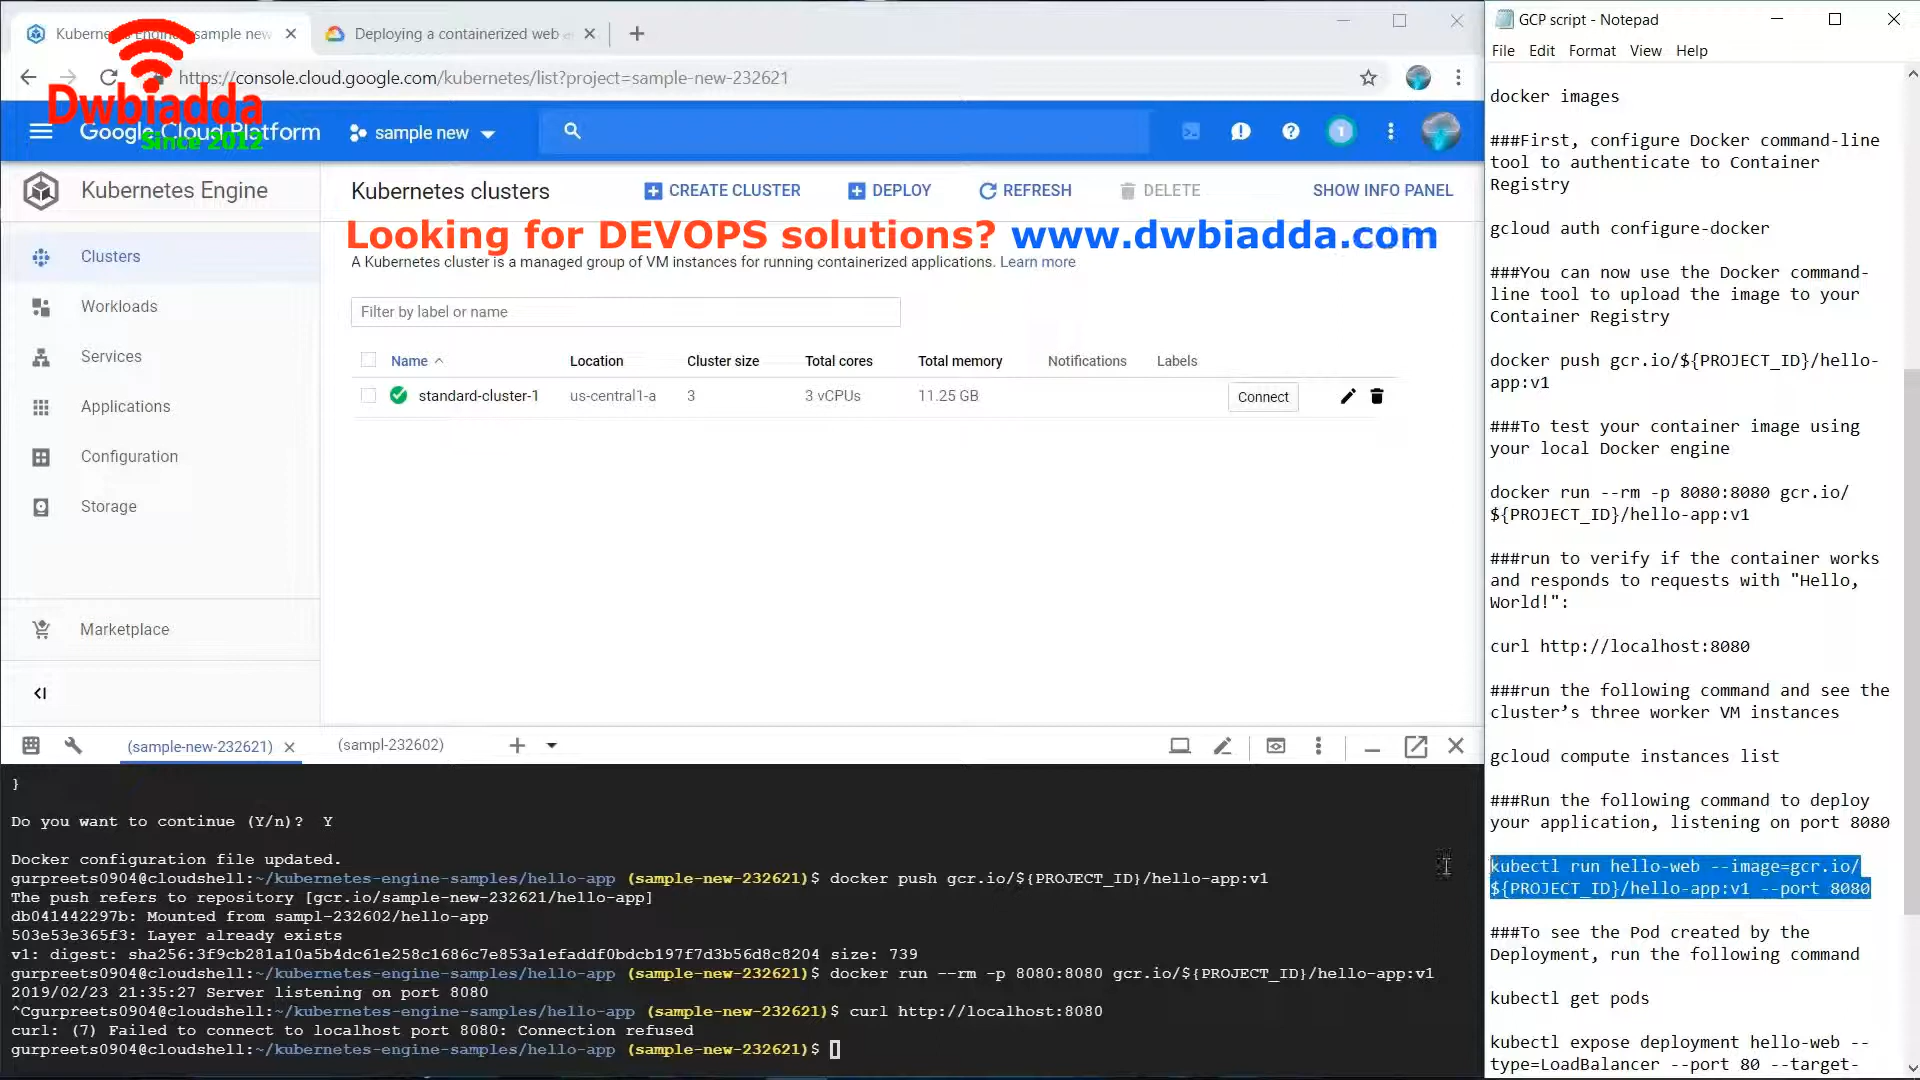 Kuberne
sample new
Deploying a containerized web
https://console.cloud.google.com/kubernetes/list?project=sample-new-232621
Dwbiadda
Since 2012
Google Cloud Platform
sample new
Kubernetes Engine
Kubernetes clusters
CREATE CLUSTER
DEPLOY
REFRESH
DELETE
SHOW INFO PANEL
Looking for DEVOPS solutions? www.dwbiadda.com
A Kubernetes cluster is a managed group of VM instances for running containerized applications. Learn more
Clusters
Workloads
Services
Applications
Configuration
Storage
Marketplace
Filter by label or name
Name Location Cluster size Total cores Total memory Notifications Labels
standard-cluster-1 us-central1-a 3 3 vCPUs 11.25 GB Connect
(sample-new-232621)
(sampl-232602)
}
Do you want to continue (Y/n)? Y
Docker configuration file updated.
gurpreets0904@cloudshell:~/kubernetes-engine-samples/hello-app (sample-new-232621)$ docker push gcr.io/${PROJECT_ID}/hello-app:v1
The push refers to repository [gcr.io/sample-new-232621/hello-app]
db041442297b: Mounted from sampl-232602/hello-app
503e53e365f3: Layer already exists
v1: digest: sha256:3f9cb281a10a5b4dc61e258c1686c7e853a1efaddf0bdcb197f7d3b56d8c8204 size: 739
gurpreets0904@cloudshell:~/kubernetes-engine-samples/hello-app (sample-new-232621)$ docker run --rm -p 8080:8080 gcr.io/${PROJECT_ID}/hello-app:v1
2019/02/23 21:35:27 Server listening on port 8080
^Cgurpreets0904@cloudshell:~/kubernetes-engine-samples/hello-app (sample-new-232621)$ curl http://localhost:8080
curl: (7) Failed to connect to localhost port 8080: Connection refused
gurpreets0904@cloudshell:~/kubernetes-engine-samples/hello-app (sample-new-232621)$
GCP script - Notepad
File Edit Format View Help
docker images
###First, configure Docker command-line
tool to authenticate to Container
Registry
gcloud auth configure-docker
###You can now use the Docker command-
line tool to upload the image to your
Container Registry
docker push gcr.io/${PROJECT_ID}/hello-
app:v1
###To test your container image using
your local Docker engine
docker run --rm -p 8080:8080 gcr.io/
${PROJECT_ID}/hello-app:v1
###run to verify if the container works
and responds to requests with "Hello,
World!":
curl http://localhost:8080
###run the following command and see the
cluster’s three worker VM instances
gcloud compute instances list
###Run the following command to deploy
your application, listening on port 8080
kubectl run hello-web --image=gcr.io/
${PROJECT_ID}/hello-app:v1 --port 8080
###To see the Pod created by the
Deployment, run the following command
kubectl get pods
kubectl expose deployment hello-web --
type=LoadBalancer --port 80 --target-